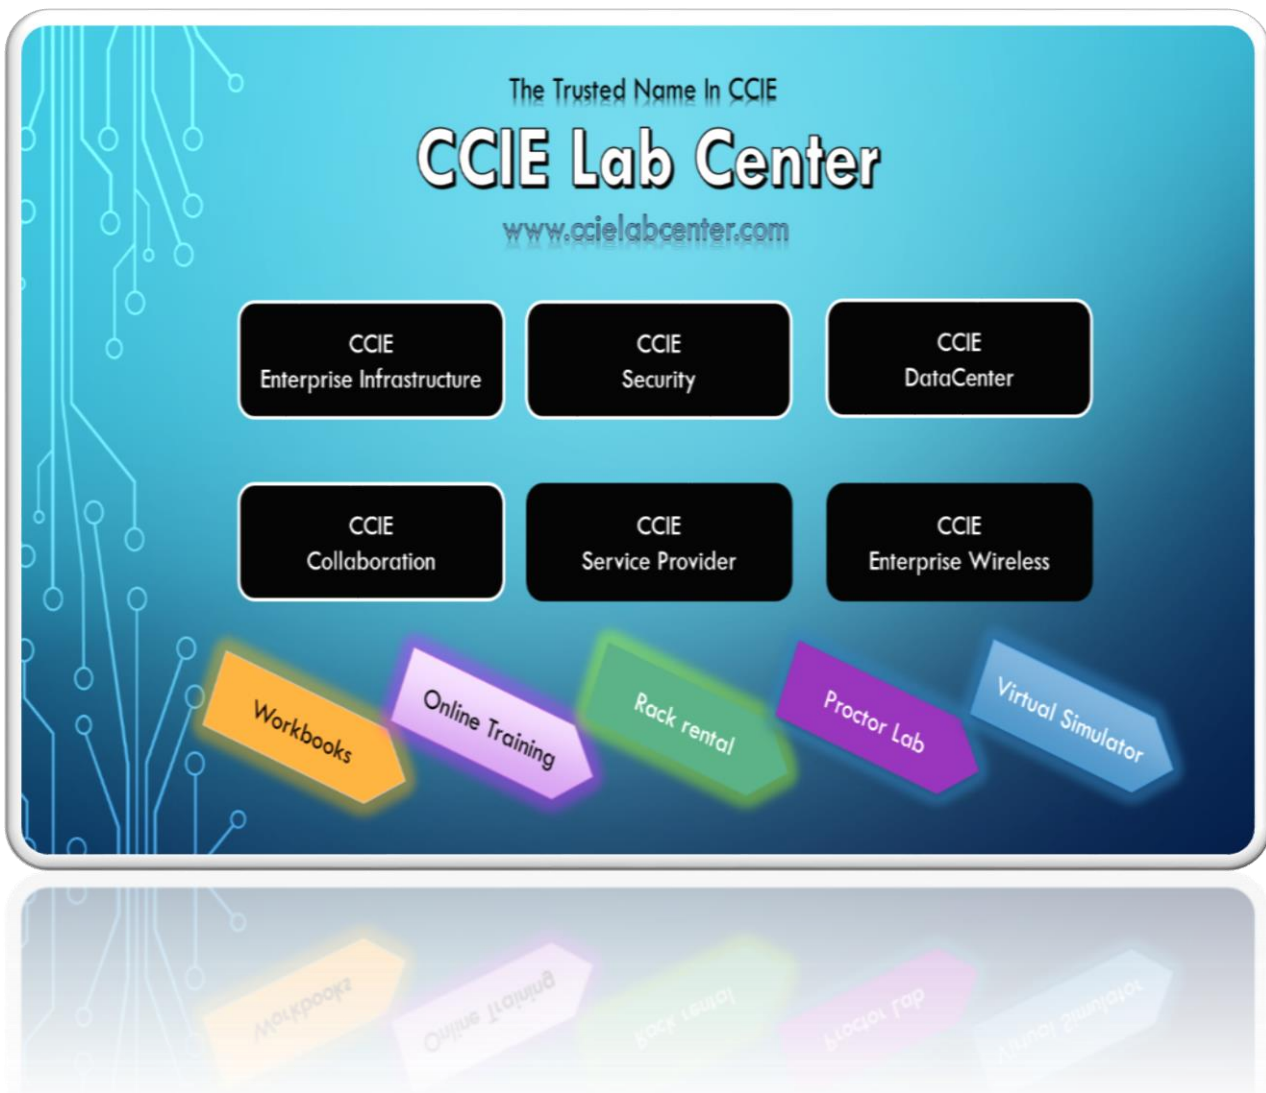 The Trusted Name In CCIE
CCIE Lab Center
www.ccielabcenter.com
CCIE
Enterprise Infrastructure
CCIE
Security
CCIE
DataCenter
CCIE
Collaboration
CCIE
Service Provider
CCIE
Enterprise Wireless
Workbooks
Online Training
Rack rental
Proctor Lab
Virtual Simulator